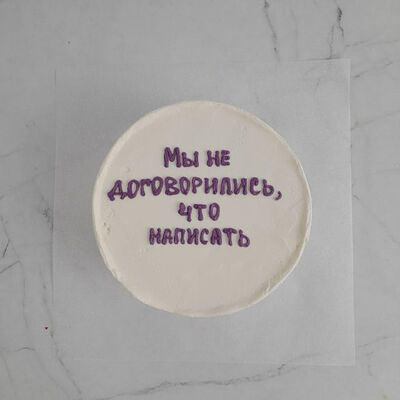 Мы не
договорились,
что
написать